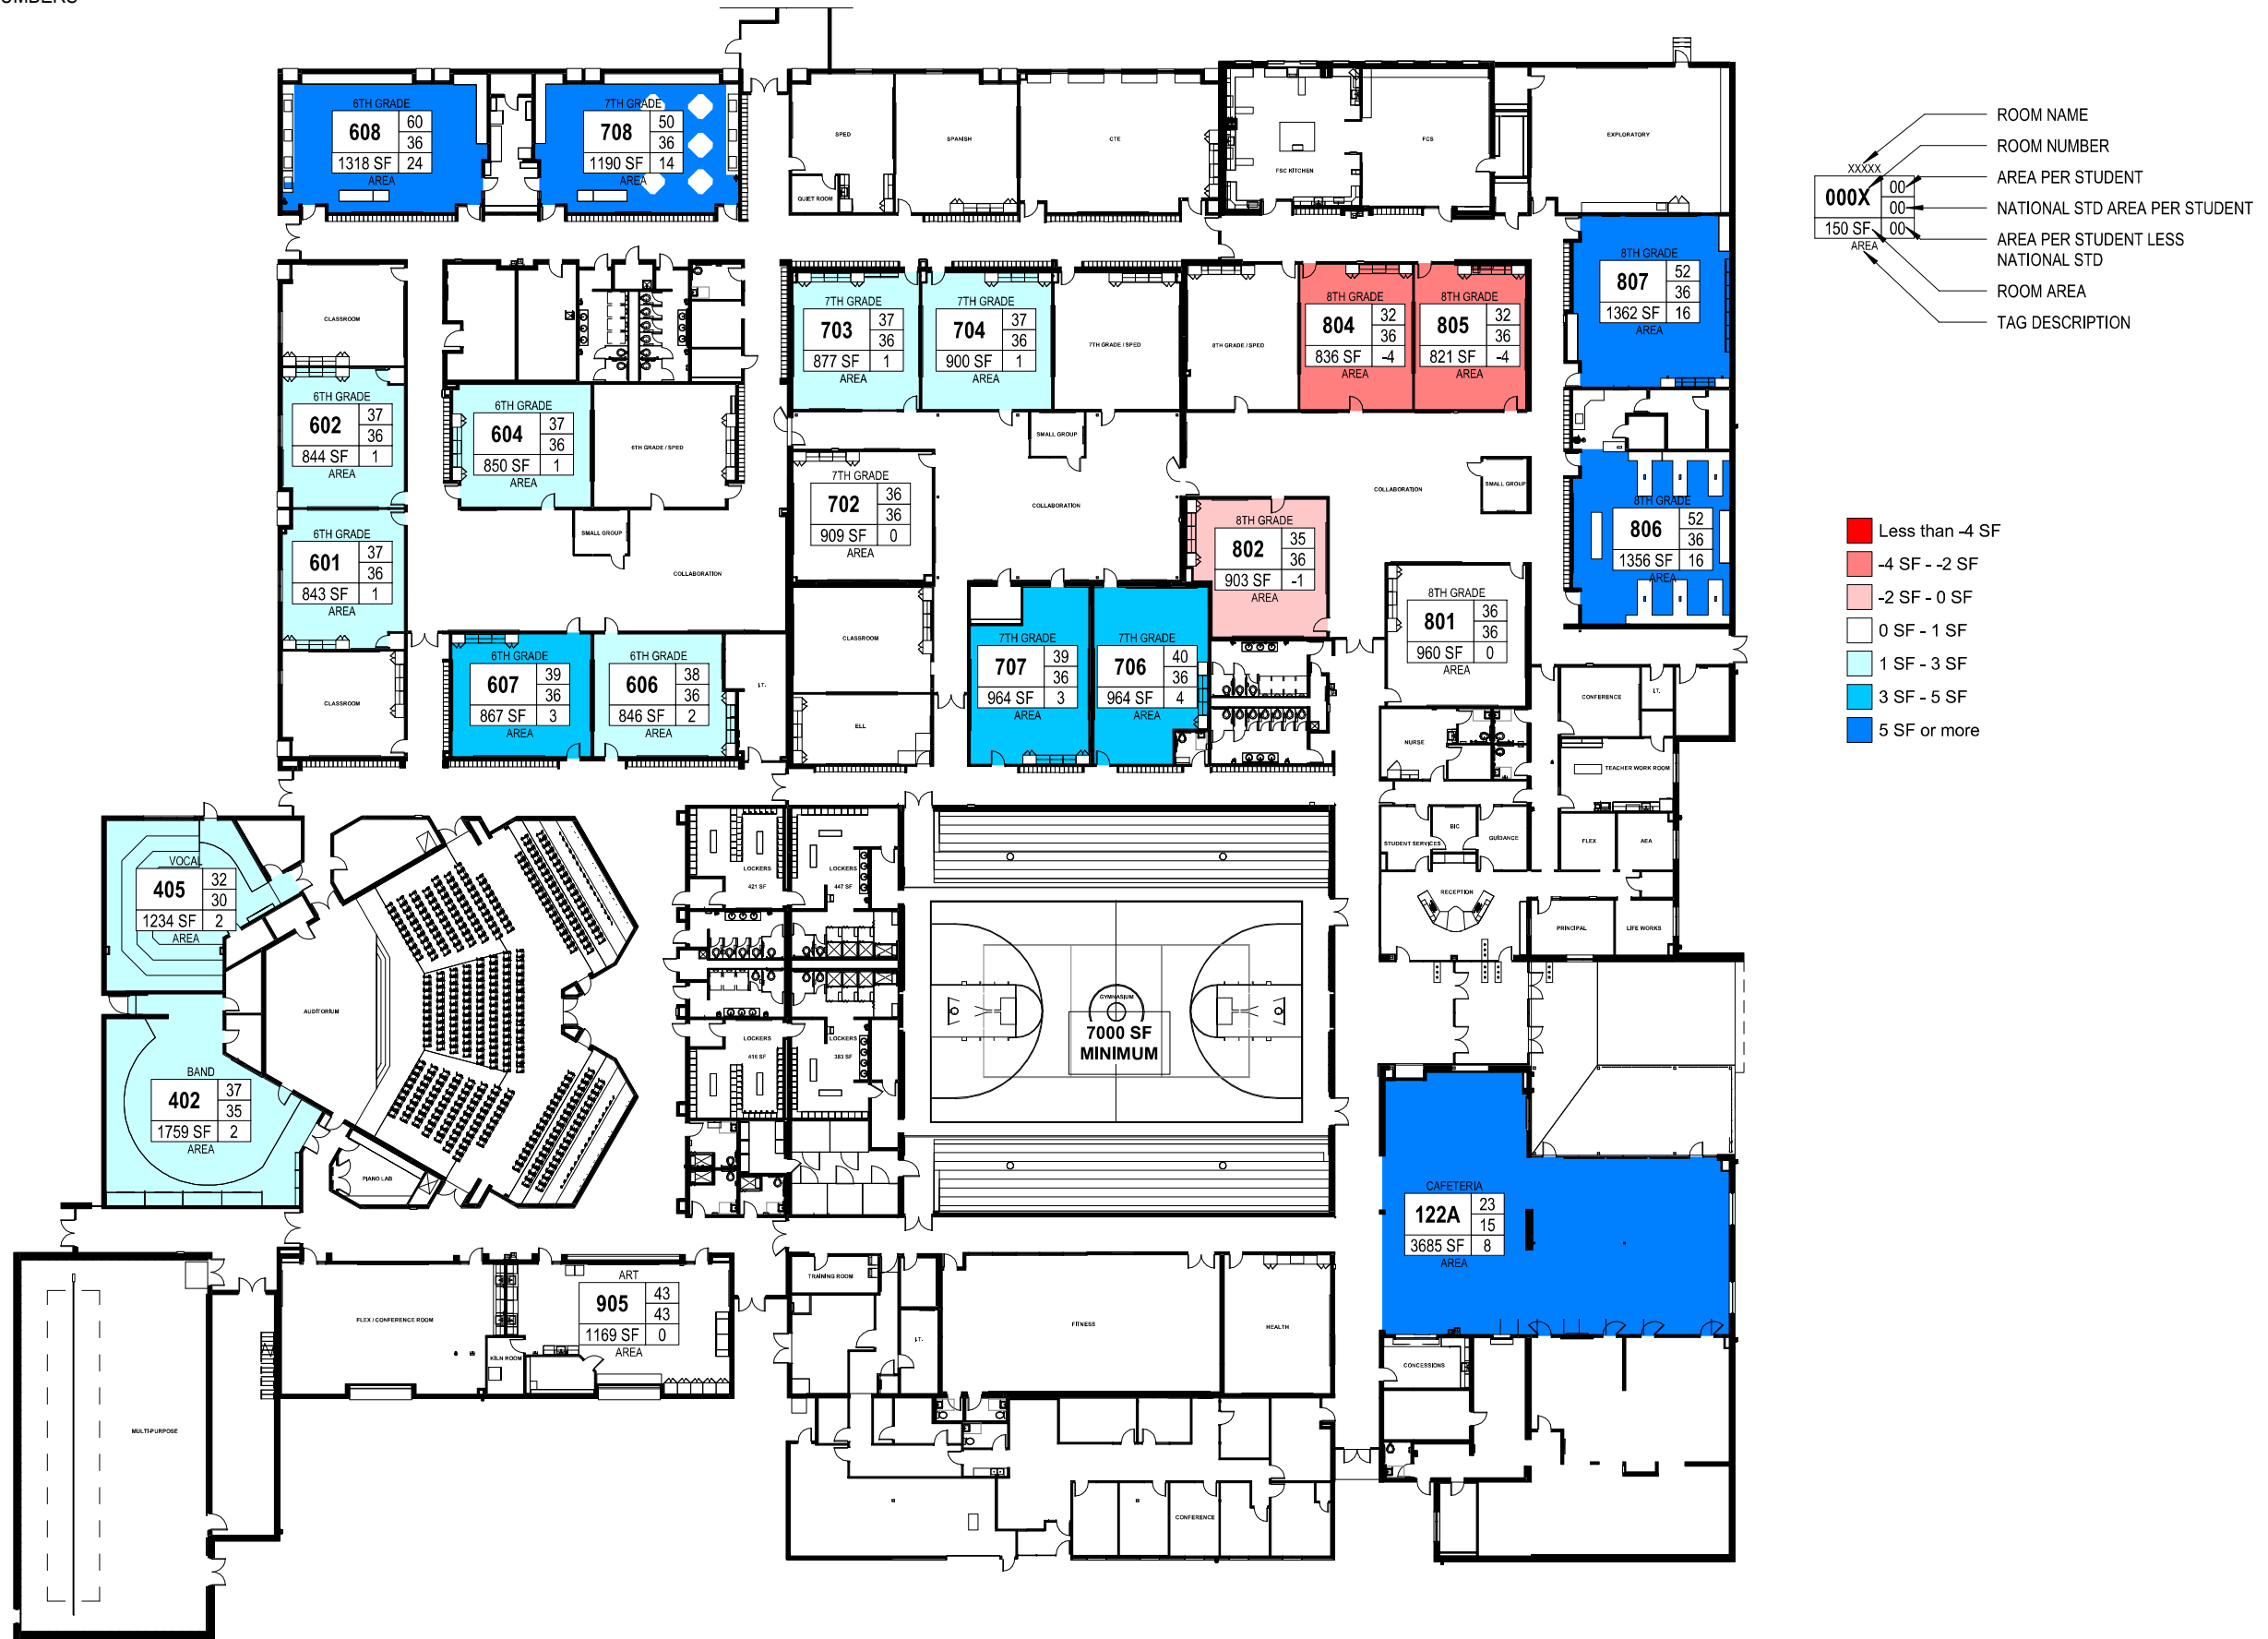 UMBERS
6TH GRADE
608
60
36
1318 SF
24
AREA
7TH GRADE
708
50
36
1190 SF
14
AREA
SPED
QUIET ROOM
SPANISH
CTE
FSC KITCHEN
FCS
EXPLORATORY
XXXXX
000X
00
00
150 SF
00
AREA
ROOM NAME
ROOM NUMBER
AREA PER STUDENT
NATIONAL STD AREA PER STUDENT
AREA PER STUDENT LESS
NATIONAL STD
ROOM AREA
TAG DESCRIPTION
CLASSROOM
7TH GRADE
703
37
36
877 SF
1
AREA
7TH GRADE
704
37
36
900 SF
1
AREA
7TH GRADE / SPED
8TH GRADE / SPED
8TH GRADE
804
32
36
836 SF
-4
AREA
8TH GRADE
805
32
36
821 SF
-4
AREA
8TH GRADE
807
52
36
1362 SF
16
AREA
6TH GRADE
602
37
36
844 SF
1
AREA
6TH GRADE
604
37
36
850 SF
1
AREA
6TH GRADE / SPED
SMALL GROUP
7TH GRADE
702
36
36
909 SF
0
AREA
COLLABORATION
COLLABORATION
SMALL GROUP
8TH GRADE
806
52
36
1356 SF
16
AREA
6TH GRADE
601
37
36
843 SF
1
AREA
SMALL GROUP
COLLABORATION
8TH GRADE
802
35
36
903 SF
-1
AREA
8TH GRADE
801
36
36
960 SF
0
AREA
Less than -4 SF
-4 SF - -2 SF
-2 SF - 0 SF
0 SF - 1 SF
1 SF - 3 SF
3 SF - 5 SF
5 SF or more
CLASSROOM
6TH GRADE
607
39
36
867 SF
3
AREA
6TH GRADE
606
38
36
846 SF
2
AREA
I.T.
CLASSROOM
ELL
7TH GRADE
707
39
36
964 SF
3
AREA
7TH GRADE
706
40
36
964 SF
4
AREA
CONFERENCE
I.T.
NURSE
TEACHER WORK ROOM
STUDENT SERVICES
BIC
GUIDANCE
FLEX
AEA
RECEPTION
PRINCIPAL
LIFE WORKS
VOCAL
405
32
30
1234 SF
2
AREA
LOCKERS
421 SF
LOCKERS
447 SF
AUDITORIUM
GYMNASIUM
7000 SF
MINIMUM
LOCKERS
416 SF
LOCKERS
383 SF
BAND
402
37
35
1759 SF
2
AREA
PIANO LAB
CAFETERIA
122A
23
15
3685 SF
8
AREA
FLEX / CONFERENCE ROOM
KILN ROOM
ART
905
43
43
1169 SF
0
AREA
TRAINING ROOM
I.T.
FITNESS
HEALTH
CONCESSIONS
MULTI-PURPOSE
CONFERENCE